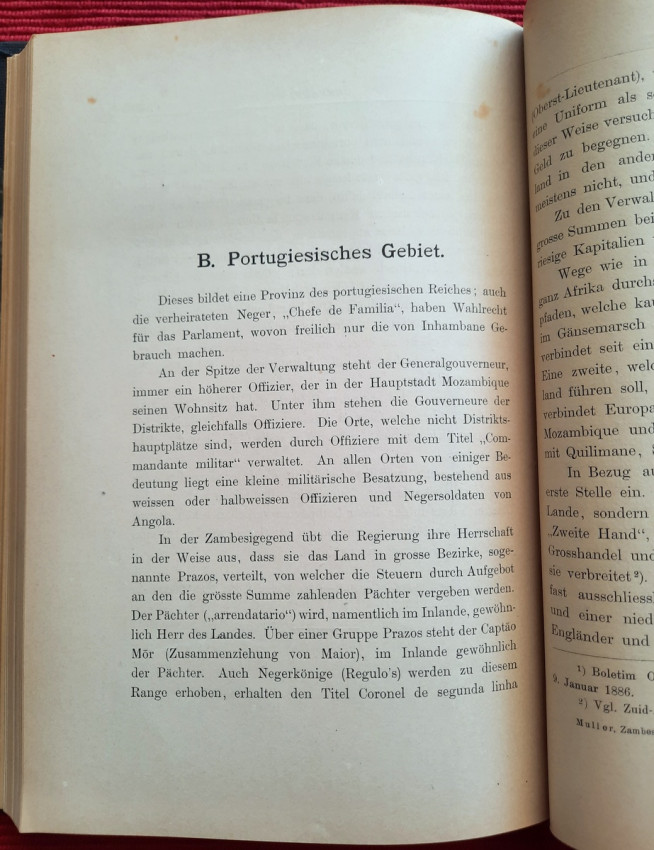 B. Portugiesisches Gebiet.
Dieses bildet eine Provinz des portugiesischen Reiches; auch
die verheirateten Neger, „Chefe de Familia“, haben Wahlrecht
für das Parlament, wovon freilich nur die von Inhambane Ge-
brauch machen.
An der Spitze der Verwaltung steht der Generalgouverneur,
immer ein höherer Offizier, der in der Hauptstadt Mozambique
seinen Wohnsitz hat. Unter ihm stehen die Gouverneure der
Distrikte, gleichfalls Offiziere. Die Orte, welche nicht Distrikts-
hauptplätze sind, werden durch Offiziere mit dem Titel „Com-
mandante militar“ verwaltet. An allen Orten von einiger Be-
deutung liegt eine kleine militärische Besatzung, bestehend aus
weissen oder halbweissen Offizieren und Negersoldaten von
Angola.
In der Zambesigegend übt die Regierung ihre Herrschaft
in der Weise aus, dass sie das Land in grosse Bezirke, soge-
nannte Prazos, verteilt, von welcher die Steuern durch Aufgebot
an den die grösste Summe zahlenden Pächter vergeben werden.
Der Pächter („arrendatario“) wird, namentlich im Inlande, gewöhn-
lich Herr des Landes. Über einer Gruppe Prazos steht der Captão
Mór (Zusammenziehung von Maior), im Inlande gewöhnlich
der Pächter. Auch Negerkönige (Regulo's) werden zu diesem
Range erhoben, erhalten den Titel Coronel de segunda linha
(Oberst-Lieutenant),
eine Uniform als
dieser Weise versuch
Geld zu begegnen.
land in den ander
meistens nicht, und
Zu den Verwal
grosse Summen bei
riesige Kapitalien
Wege wie in
ganz Afrika durch
pfaden, welche kau
im Gänsemarsch
verbindet seit ein
Eine zweite, welc
land führen soll,
verbindet Europa
Mozambique und
mit Quilimane,
In Bezug au
erste Stelle ein.
Lande, sondern
„Zweite Hand“,
Grosshandel und
sie verbreitet²).
fast ausschliessl
und einer nied
Engländer und
¹) Boletim O
9. Januar 1886.
²) Vgl. Zuid-
Muller, Zambes